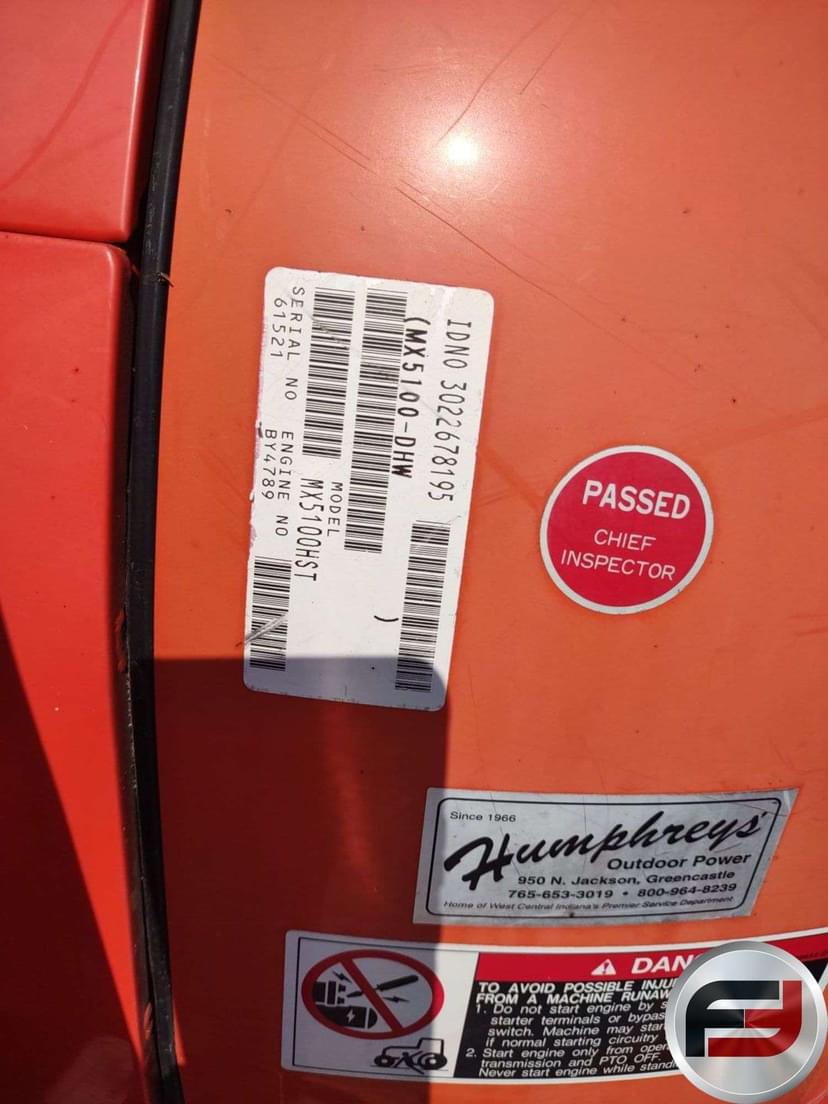 IDNO 3022678195
(MX5100-DHW )
MODEL
MX5100HST
SERIAL NO
61521
ENGINE NO
BY4789
PASSED
CHIEF
INSPECTOR
Since 1966
Humphreys'
Outdoor Power
950 N. Jackson, Greencastle
765-653-3019 • 800-964-8239
Home of West Central Indiana's Premier Service Department
DANG
TO AVOID POSSIBLE INJU
FROM A MACHINE RUNAW
1. Do not start engine by s
starter terminals or bypas
switch. Machine may star
if normal starting circuitry
2. Start engine only from oper
transmission and PTO OFF.
Never start engine while stand
FJ